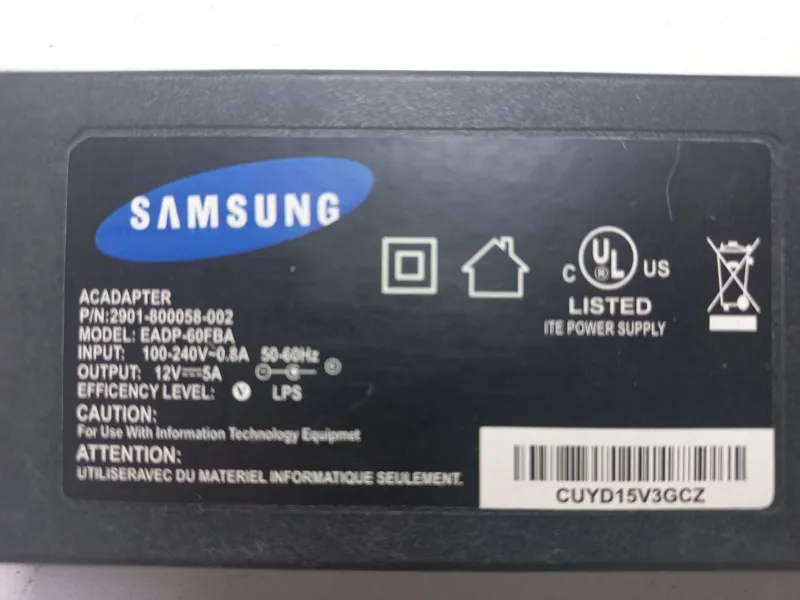 SAMSUNG
ACADAPTER
P/N:2901-800058-002
MODEL: EADP-60FBA
INPUT: 100-240V~0.8A 50-60Hz
OUTPUT: 12V⎓5A
EFFICENCY LEVEL: V LPS
CAUTION:
For Use With Information Technology Equipmet
ATTENTION:
UTILISERAVEC DU MATERIEL INFORMATIQUE SEULEMENT.
C UL US
®
LISTED
ITE POWER SUPPLY
CUYD15V3GCZ